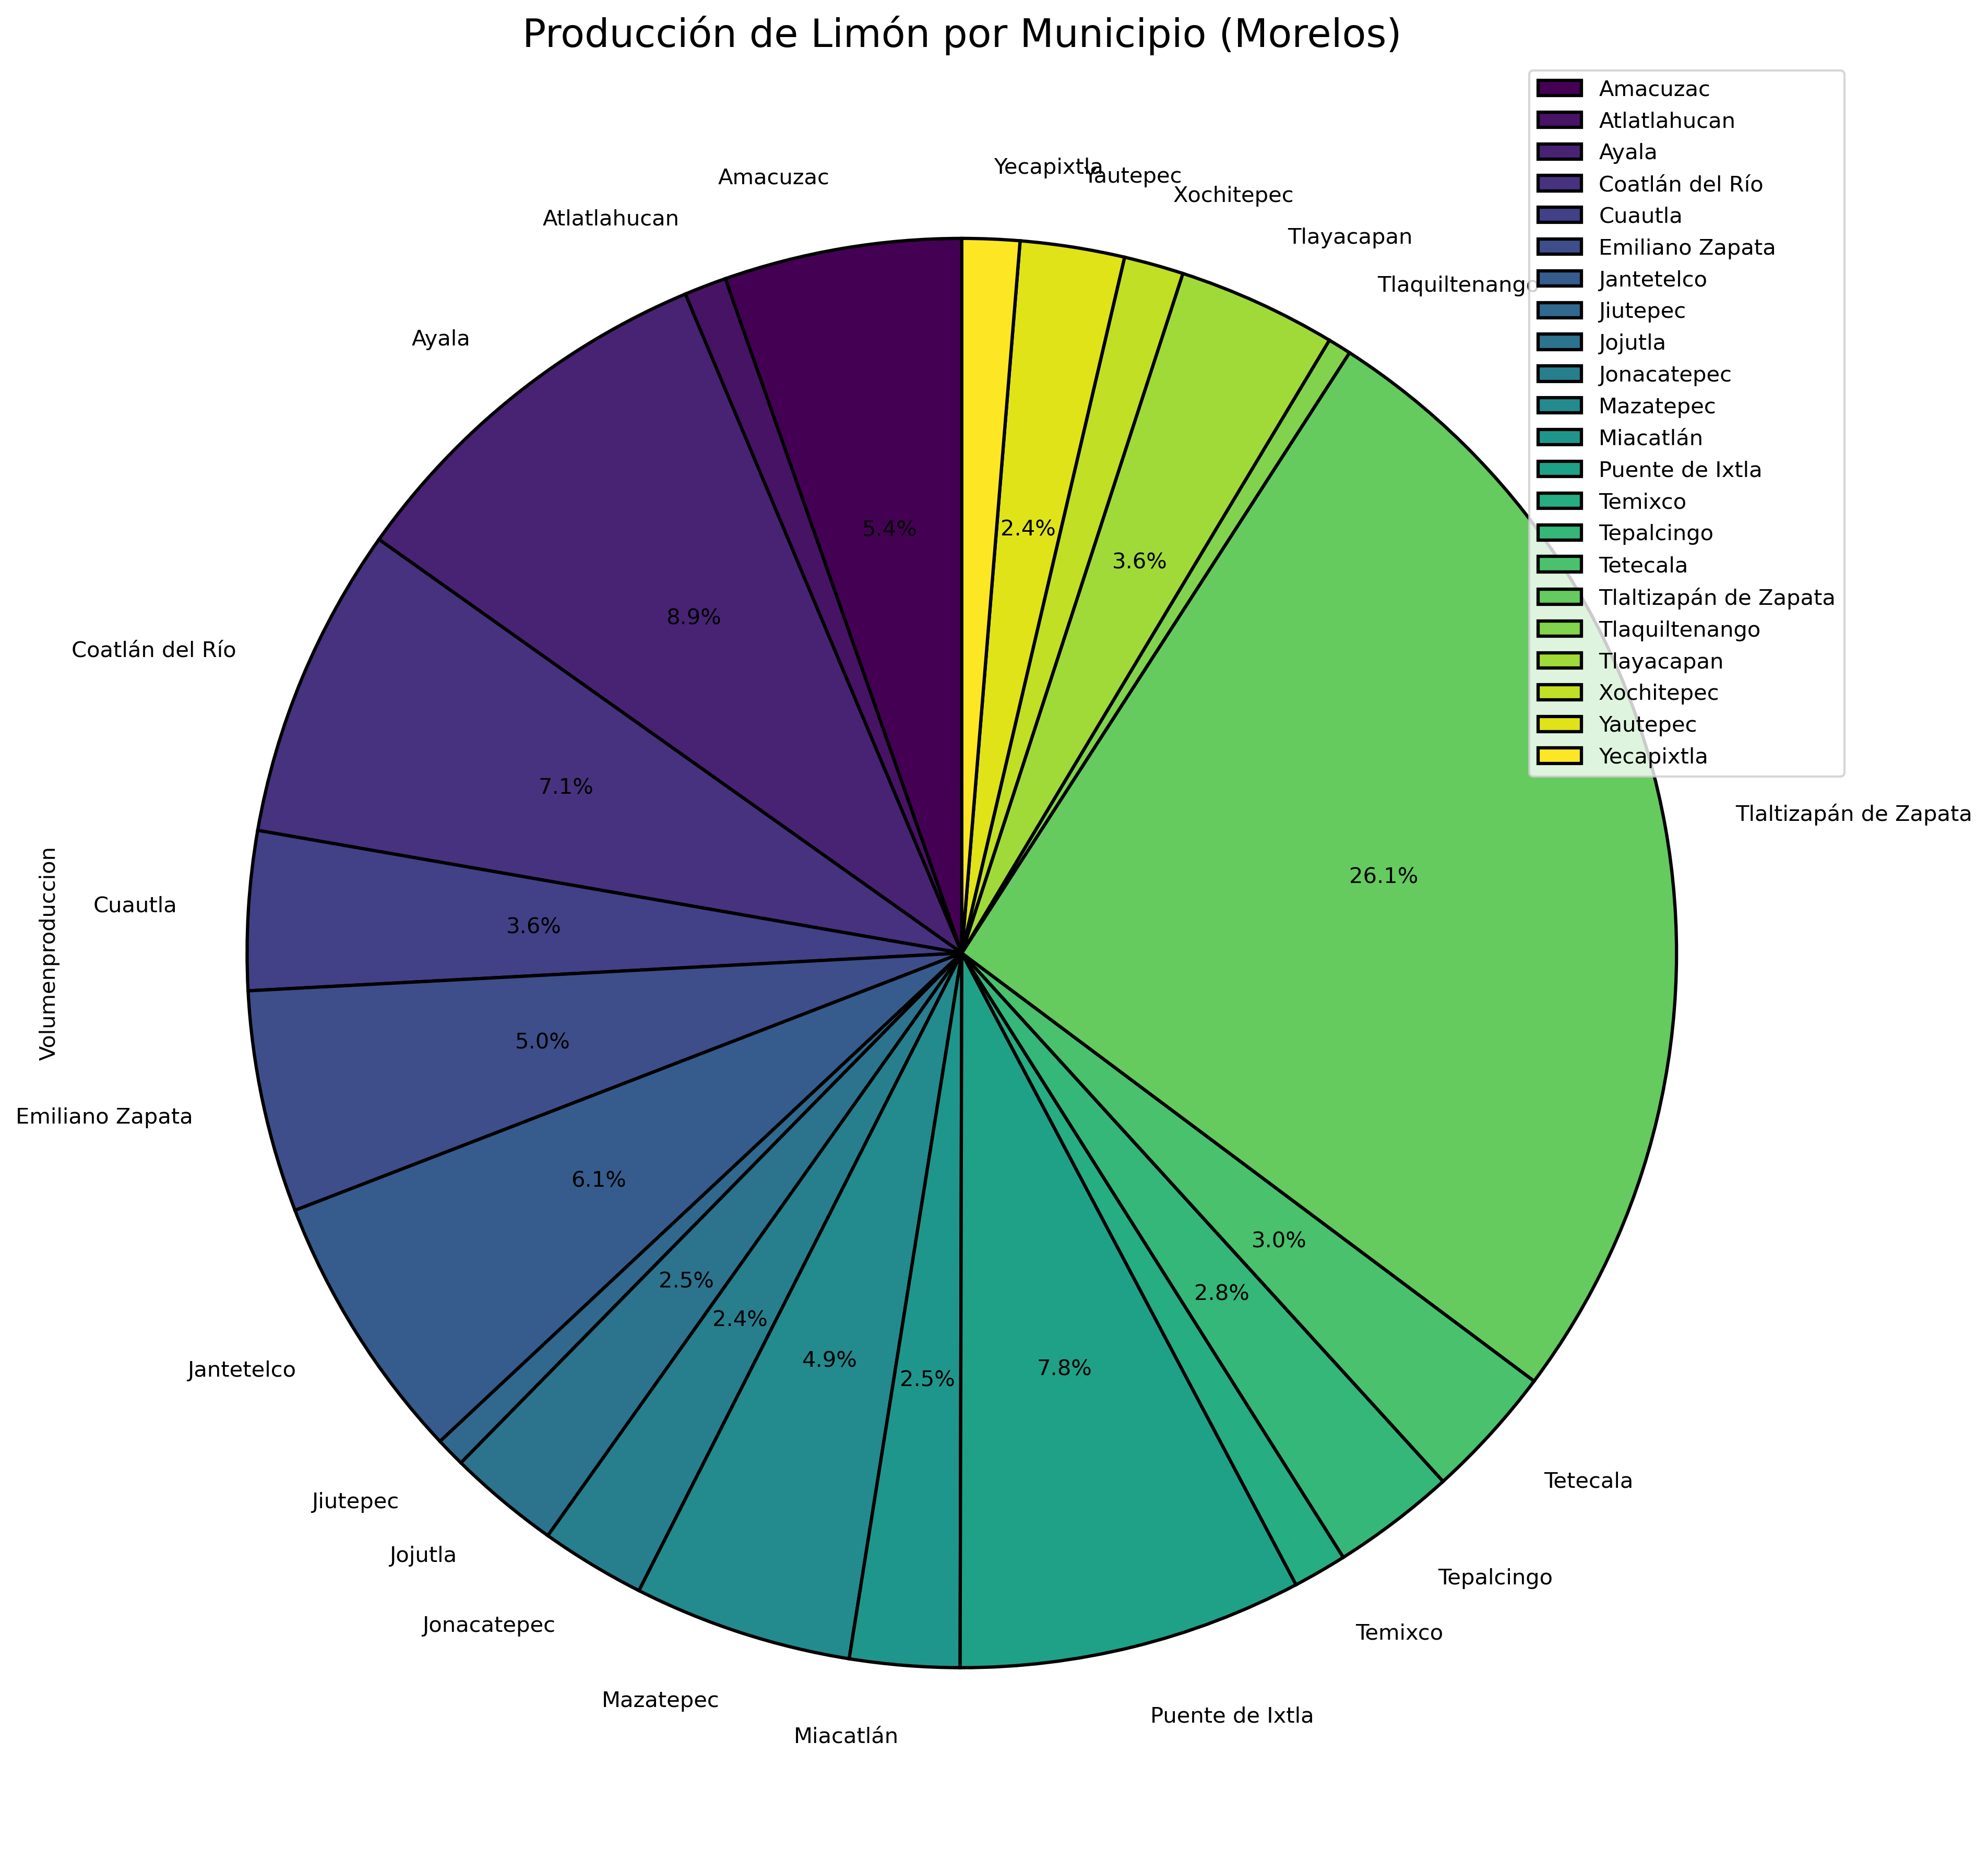 Producción de Limón por Municipio (Morelos)
Amacuzac
Atlatlahucan
Ayala
Coatlán del Río
Cuautla
Emiliano Zapata
Jantetelco
Jiutepec
Jojutla
Jonacatepec
Mazatepec
Miacatlán
Puente de Ixtla
Temixco
Tepalcingo
Tetecala
Tlaltizapán de Zapata
Tlaquiltenango
Tlayacapan
Xochitepec
Yautepec
Yecapixtla
Volumenproduccion
Amacuzac
5.4%
Atlatlahucan
Ayala
8.9%
Coatlán del Río
7.1%
Cuautla
3.6%
Emiliano Zapata
5.0%
Jantetelco
6.1%
Jiutepec
Jojutla
2.5%
Jonacatepec
2.4%
Mazatepec
4.9%
Miacatlán
2.5%
Puente de Ixtla
7.8%
Temixco
Tepalcingo
2.8%
Tetecala
3.0%
Tlaltizapán de Zapata
26.1%
Tlaquiltenango
Tlayacapan
3.6%
Xochitepec
Yautepec
2.4%
Yecapixtla